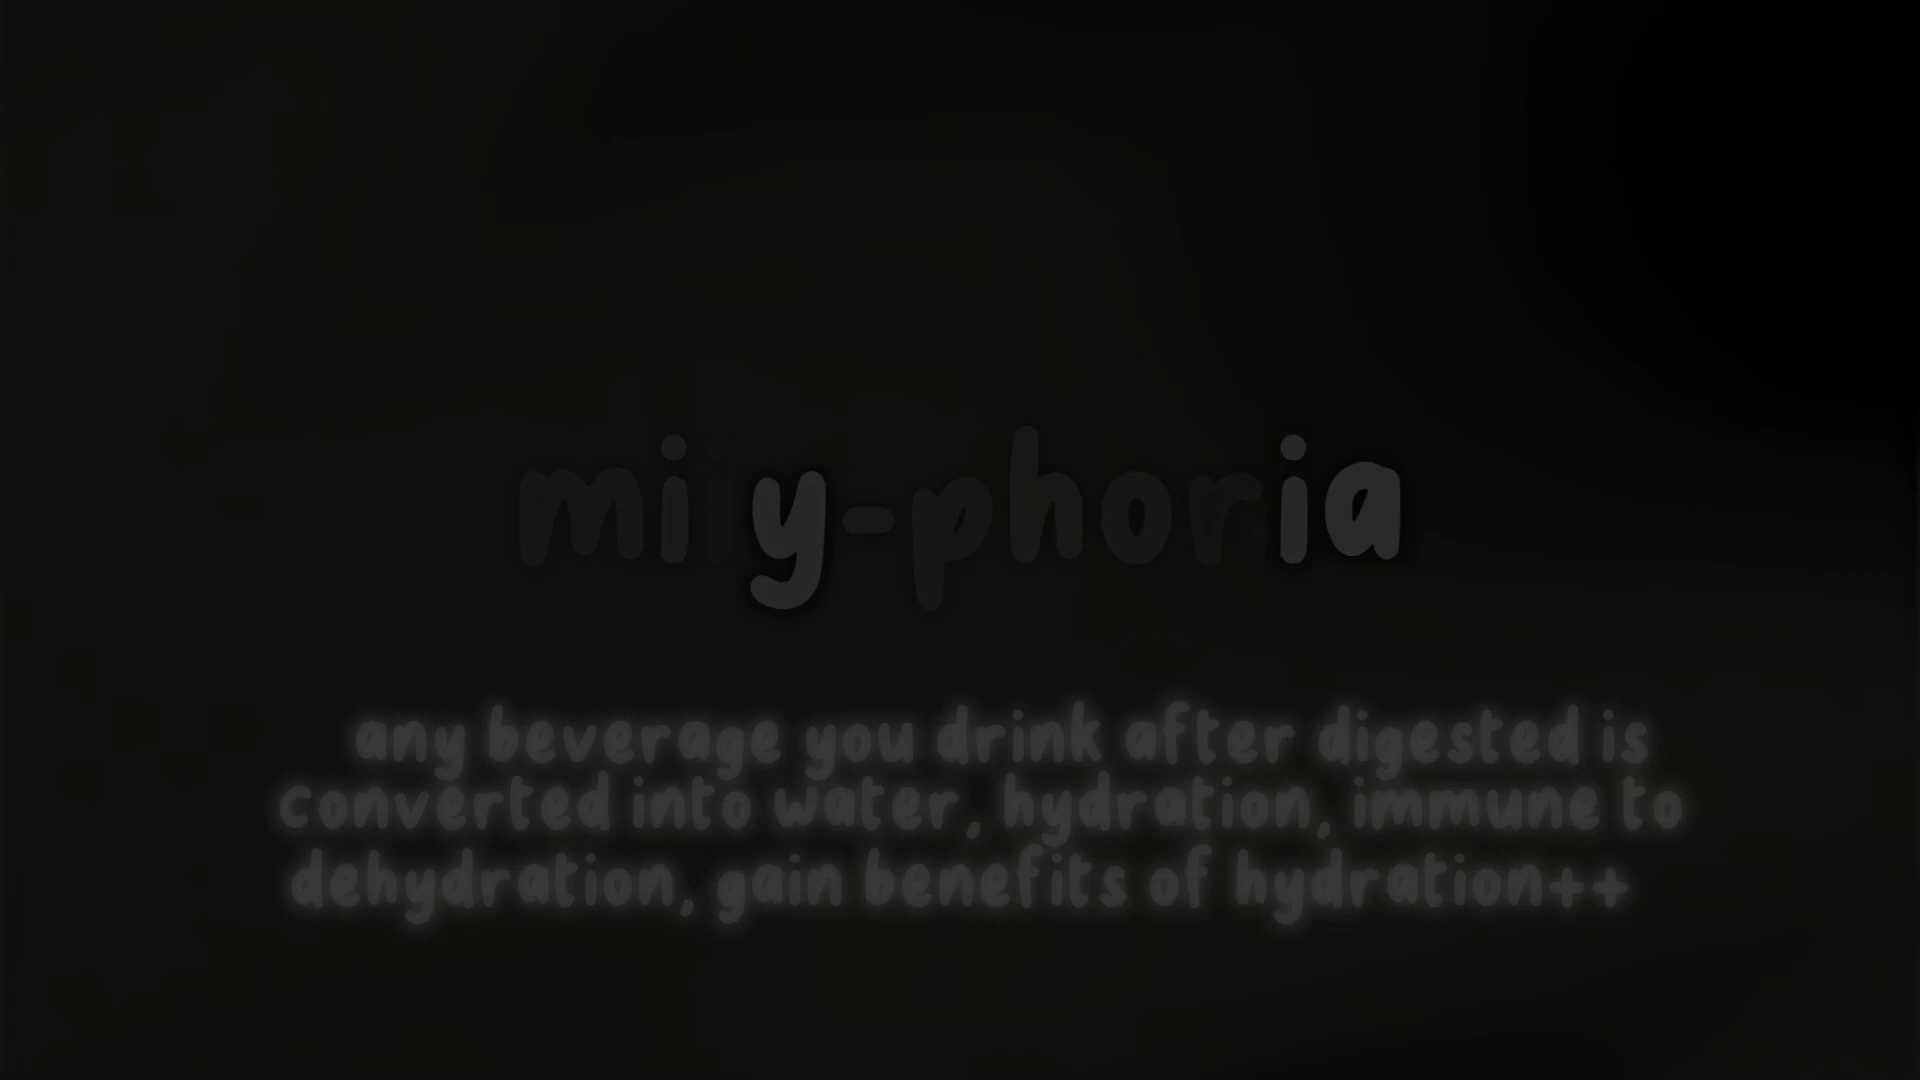 mi y-phoria
any beverage you drink after digested is
converted into water, hydration, immune to
dehydration, gain benefits of hydration++